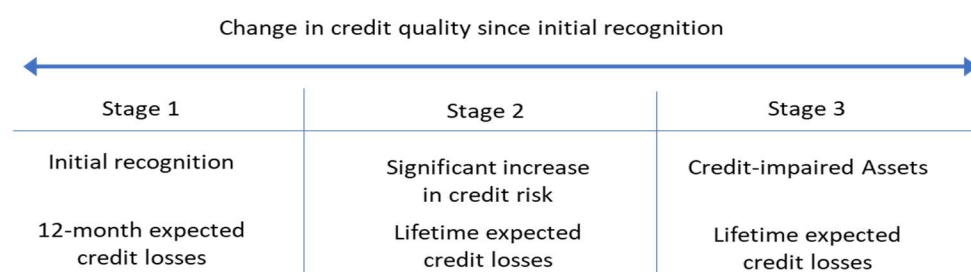 Change in credit quality since initial recognition
Stage 1
Stage 2
Stage 3
Initial recognition
Significant increase
in credit risk
Credit-impaired Assets
12-month expected
credit losses
Lifetime expected
credit losses
Lifetime expected
credit losses